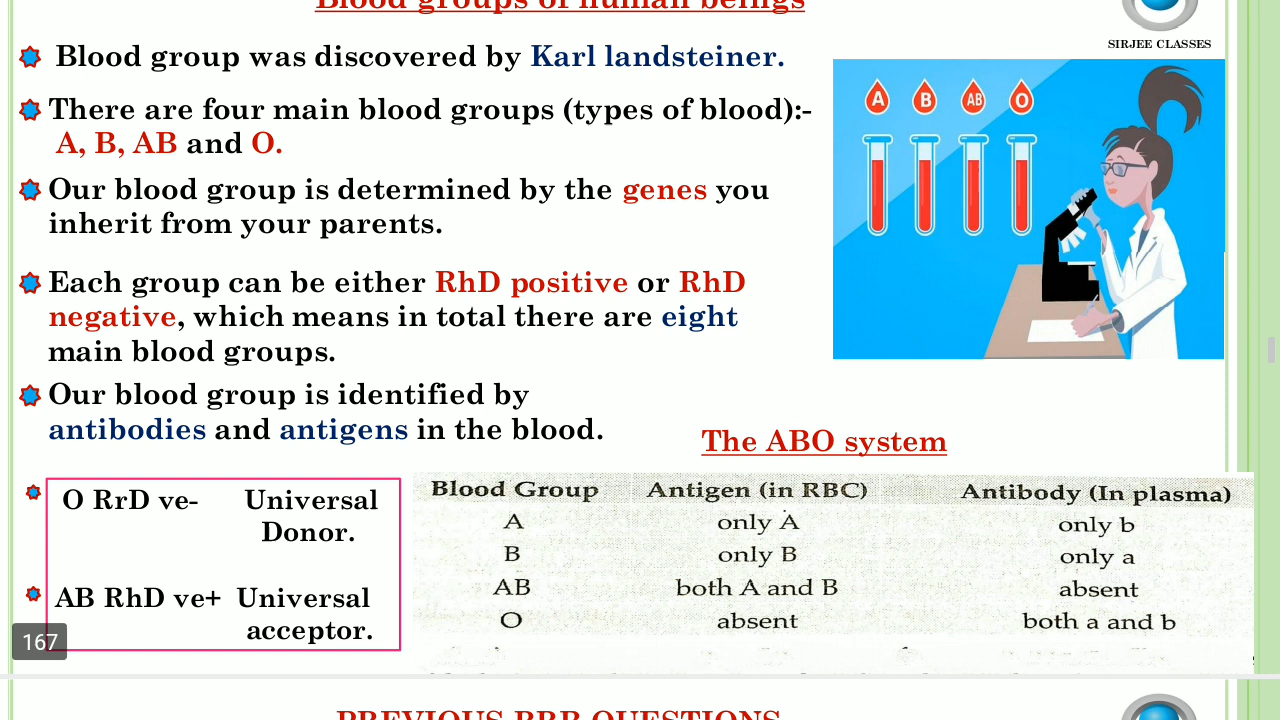 Blood groups of human beings
SIRJEE CLASSES
Blood group was discovered by Karl landsteiner.
There are four main blood groups (types of blood):-
A, B, AB and O.
Our blood group is determined by the genes you
inherit from your parents.
Each group can be either RhD positive or RhD
negative, which means in total there are eight
main blood groups.
Our blood group is identified by
antibodies and antigens in the blood.
A B AB O
The ABO system
O RrD ve- Universal
Donor.
AB RhD ve+ Universal
acceptor.
Blood Group Antigen (in RBC) Antibody (In plasma)
A only A only b
B only B only a
AB both A and B absent
O absent both a and b
167
PREVIOUS RRB QUESTIONS